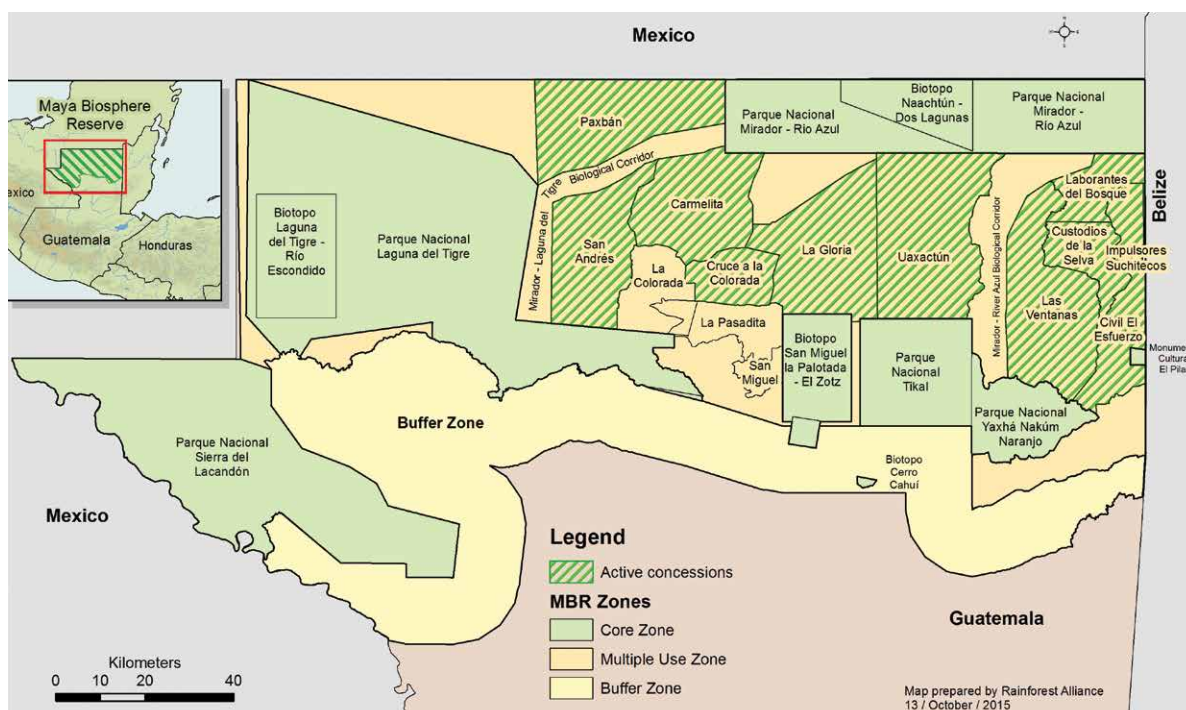 Mexico
Maya Biosphere
Reserve
exico
Guatemala
Honduras
Paxbán
Parque Nacional
Mirador - Río Azul
Biotopo
Naachtún -
Dos Lagunas
Parque Nacional
Mirador -
Río Azul
Belize
Biotopo
Laguna
del Tigre -
Río
Escondido
Parque Nacional
Laguna del Tigre
Mirador - Laguna del Tigre Biological Corridor
San
Andrés
Carmelita
La
Colorada
Cruce a la
Colorada
La Gloria
Uaxactún
Mirador - River Azul Biological Corridor
Laborantes
del Bosque
Custodios
de la
Selva
Impulsores
Suchitecos
Las
Ventanas
Civil El
Esfuerzo
Monume
Cultura
El Pila
La Pasadita
San
Miguel
Biotopo
San Miguel
la Palotada
- El Zotz
Parque
Nacional
Tikal
Parque Nacional
Yaxhá Nakúm
Naranjo
Buffer Zone
Parque Nacional
Sierra del
Lacandón
Biotopo
Cerro
Cahuí
Mexico
Legend
Active concessions
MBR Zones
Core Zone
Multiple Use Zone
Buffer Zone
Guatemala
Kilometers
0 10 20 40
Map prepared by Rainforest Alliance
13 / October / 2015